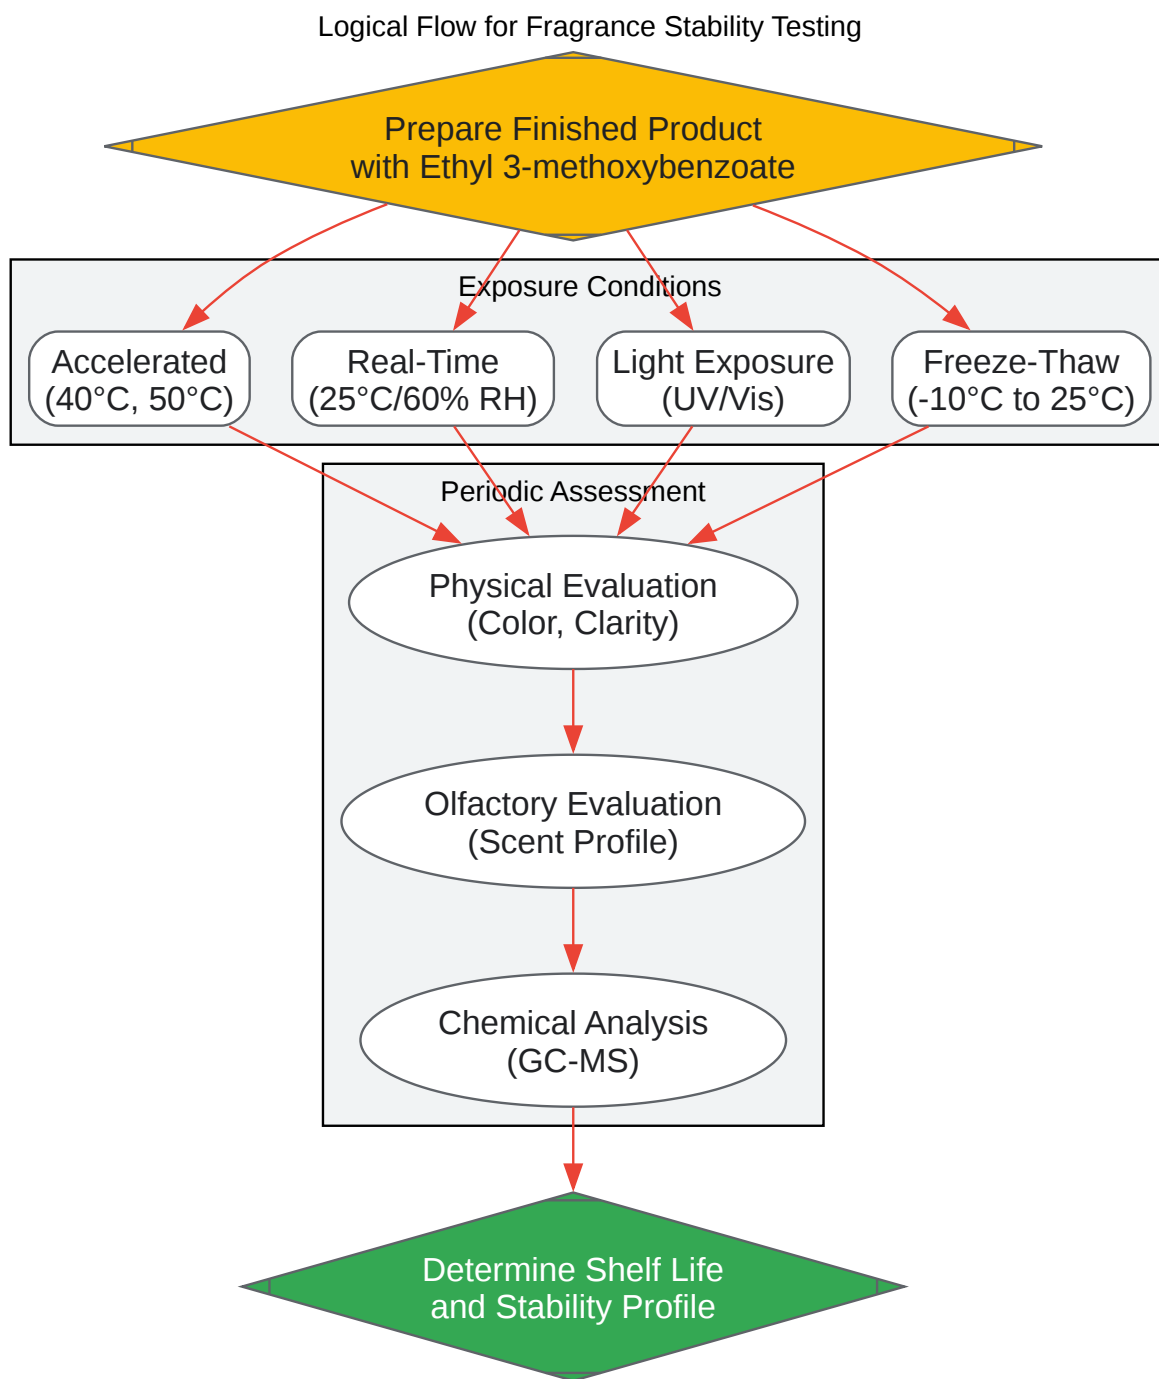 Logical Flow for Fragrance Stability Testing
Prepare Finished Product
with Ethyl 3-methoxybenzoate
Exposure Conditions
Accelerated
(40°C, 50°C)
Real-Time
(25°C/60% RH)
Light Exposure
(UV/Vis)
Freeze-Thaw
(-10°C to 25°C)
Periodic Assessment
Physical Evaluation
(Color, Clarity)
Olfactory Evaluation
(Scent Profile)
Chemical Analysis
(GC-MS)
Determine Shelf Life
and Stability Profile